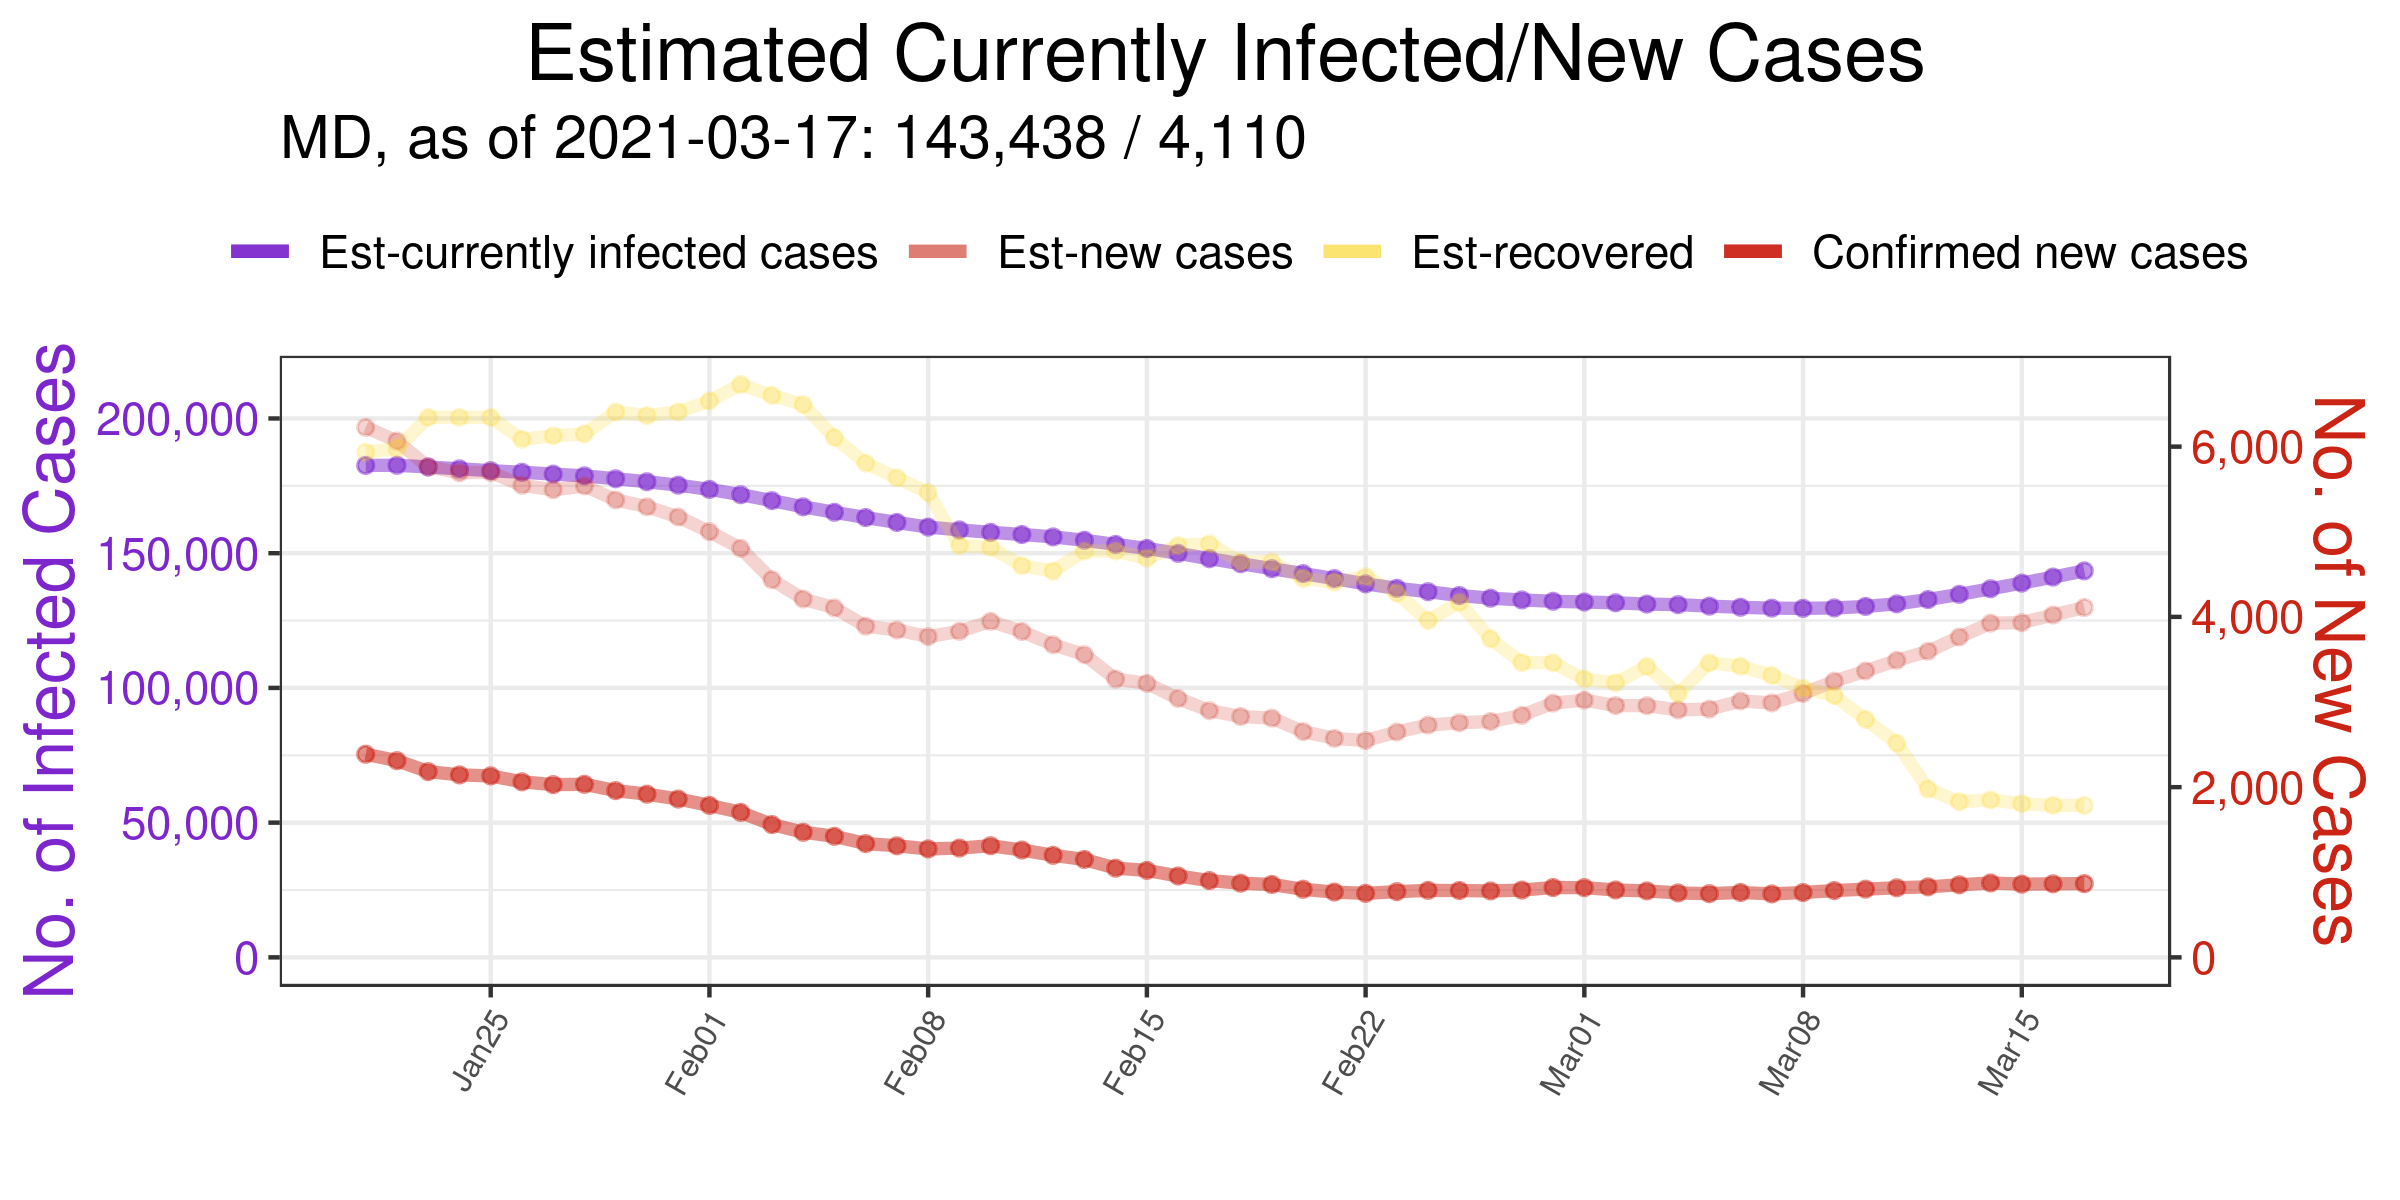 Estimated Currently Infected/New Cases
MD, as of 2021-03-17: 143,438 / 4,110
Est-currently infected cases Est-new cases Est-recovered Confirmed new cases
No. of Infected Cases
200,000
150,000
100,000
50,000
0
6,000
4,000
2,000
0
No. of New Cases
Jan25 Feb01 Feb08 Feb15 Feb22 Mar01 Mar08 Mar15